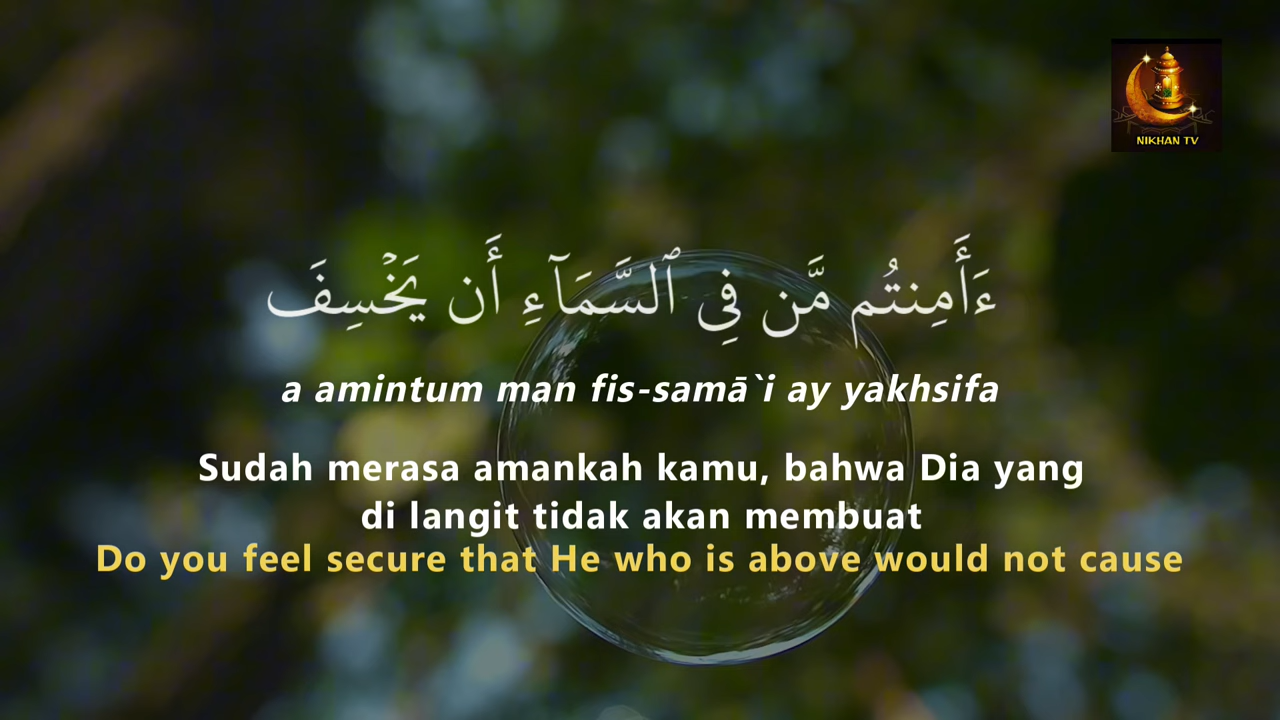 NIKHAN TV
ءَأَمِنتُم مَّن فِي ٱلسَّمَآءِ أَن يَخۡسِفَ
a amintum man fis-samā`i ay yakhsifa
Sudah merasa amankah kamu, bahwa Dia yang
di langit tidak akan membuat
Do you feel secure that He who is above would not cause